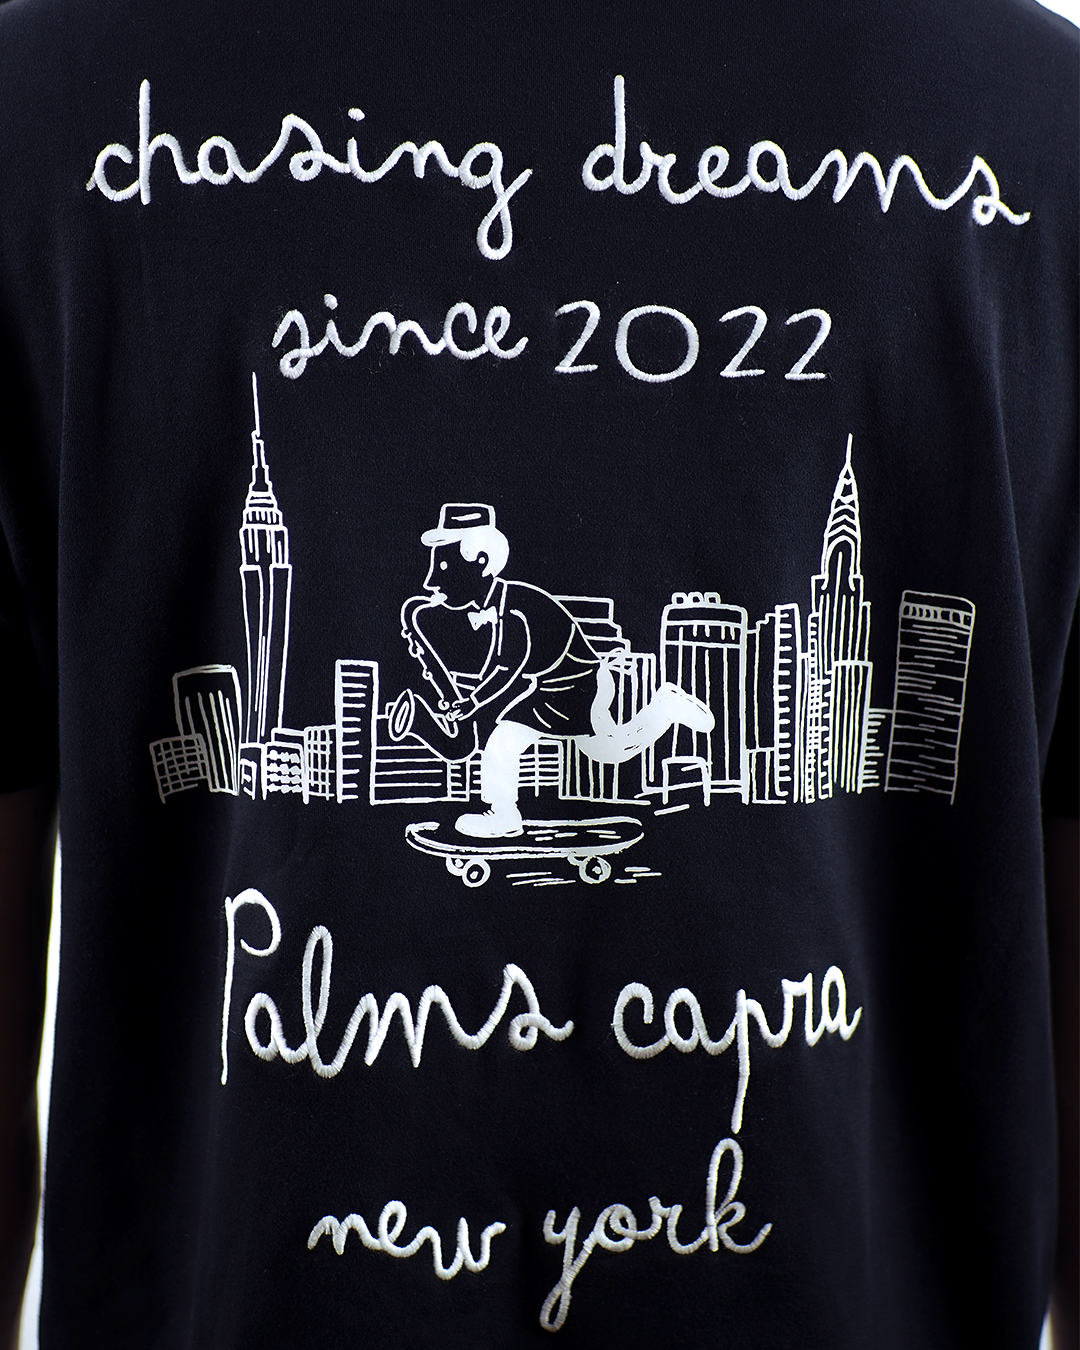 chasing dreams
since 2022
Palms capra
new york